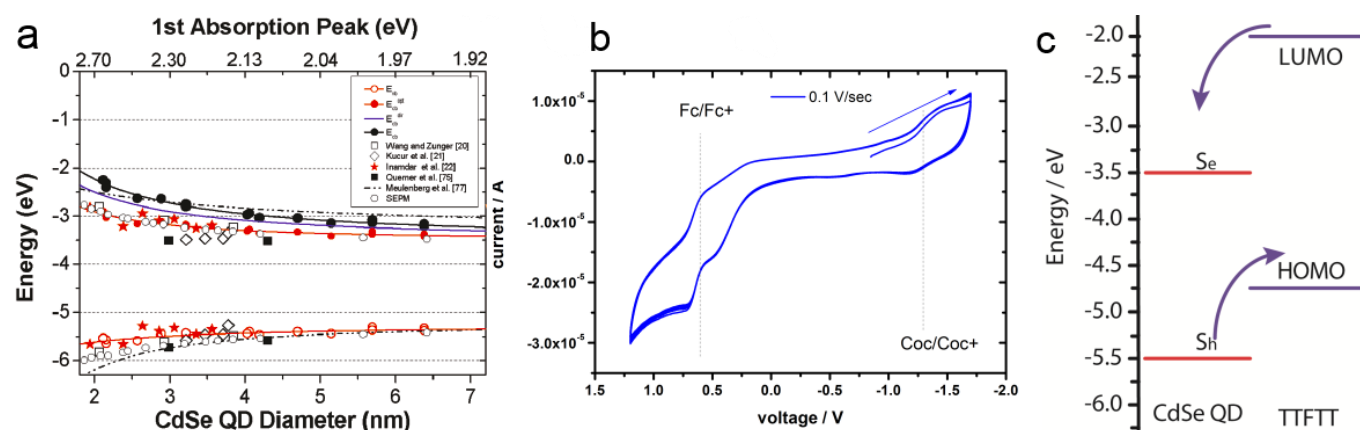 a
1st Absorption Peak (eV)
2.70 2.30 2.13 2.04 1.97 1.92
0
-1
-2
-3
-4
-5
-6
Energy (eV)
Wang and Zunger [20]
Kucur et al. [21]
Inamdar et al. [22]
Querner et al. [75]
Meulenberg et al. [77]
SEPM
2 3 4 5 6 7
CdSe QD Diameter (nm)
b
current / A
1.0x10⁻⁵
0.0
-1.0x10⁻⁵
-2.0x10⁻⁵
-3.0x10⁻⁵
0.1 V/sec
Fc/Fc+
Coc/Coc+
1.5 1.0 0.5 0.0 -0.5 -1.0 -1.5 -2.0
voltage / V
c
Energy / eV
-2.0
-2.5
-3.0
-3.5
-4.0
-4.5
-5.0
-5.5
-6.0
LUMO
Se
HOMO
Sh
CdSe QD TTFTT